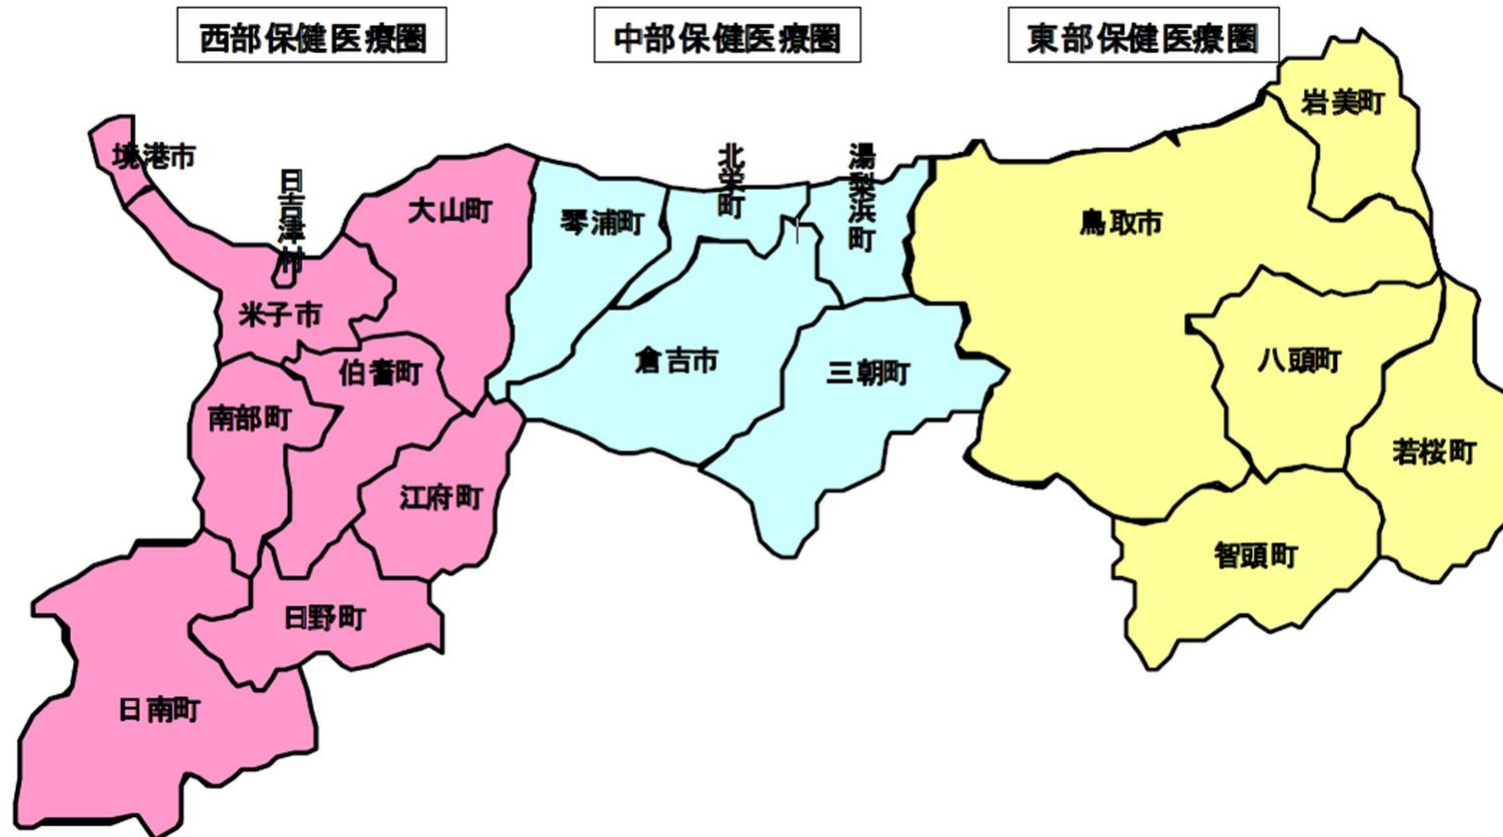 西部保健医療圏
中部保健医療圏
東部保健医療圏
岩美町
境港市
日吉津村
大山町
琴浦町
北栄町
湯梨浜町
鳥取市
米子市
伯耆町
倉吉市
三朝町
八頭町
南部町
若桜町
江府町
智頭町
日野町
日南町